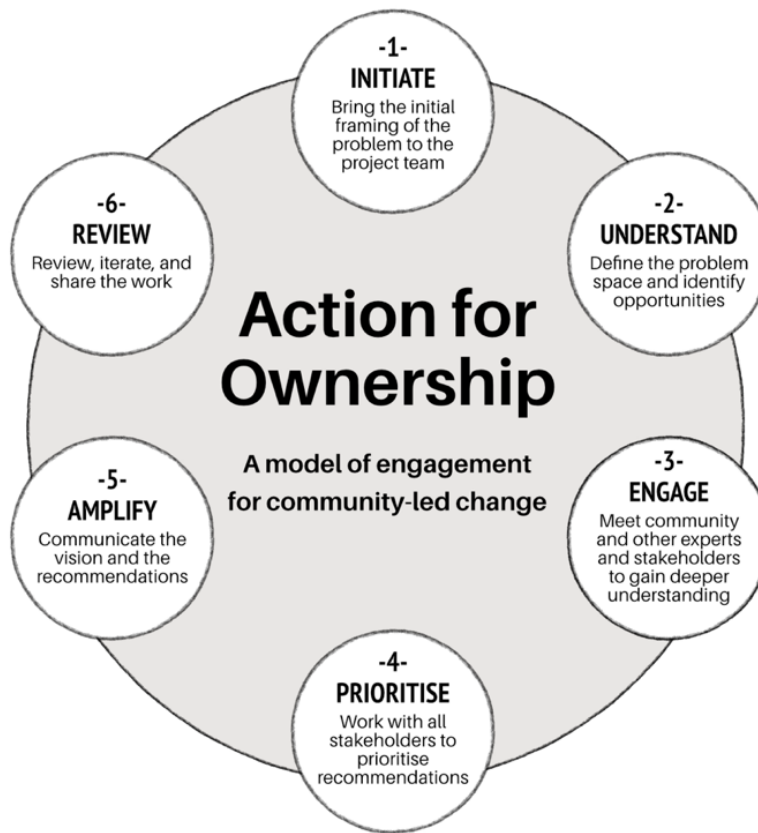 -1-
INITIATE
Bring the initial
framing of the
problem to the
project team
-2-
UNDERSTAND
Define the problem
space and identify
opportunities
-3-
ENGAGE
Meet community
and other experts
and stakeholders
to gain deeper
understanding
-4-
PRIORITISE
Work with all
stakeholders to
prioritise
recommendations
-5-
AMPLIFY
Communicate the
vision and the
recommendations
-6-
REVIEW
Review, iterate, and
share the work
Action for
Ownership
A model of engagement
for community-led change